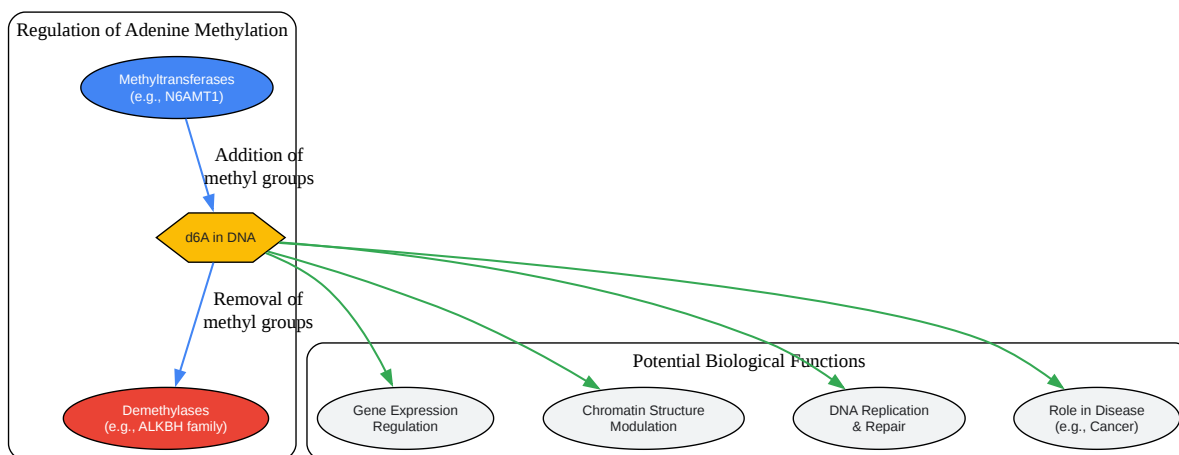 Regulation of Adenine Methylation
Methyltransferases
(e.g., N6AMT1)
Addition of
methyl groups
d6A in DNA
Removal of
methyl groups
Demethylases
(e.g., ALKBH family)
Potential Biological Functions
Gene Expression
Regulation
Chromatin Structure
Modulation
DNA Replication
& Repair
Role in Disease
(e.g., Cancer)